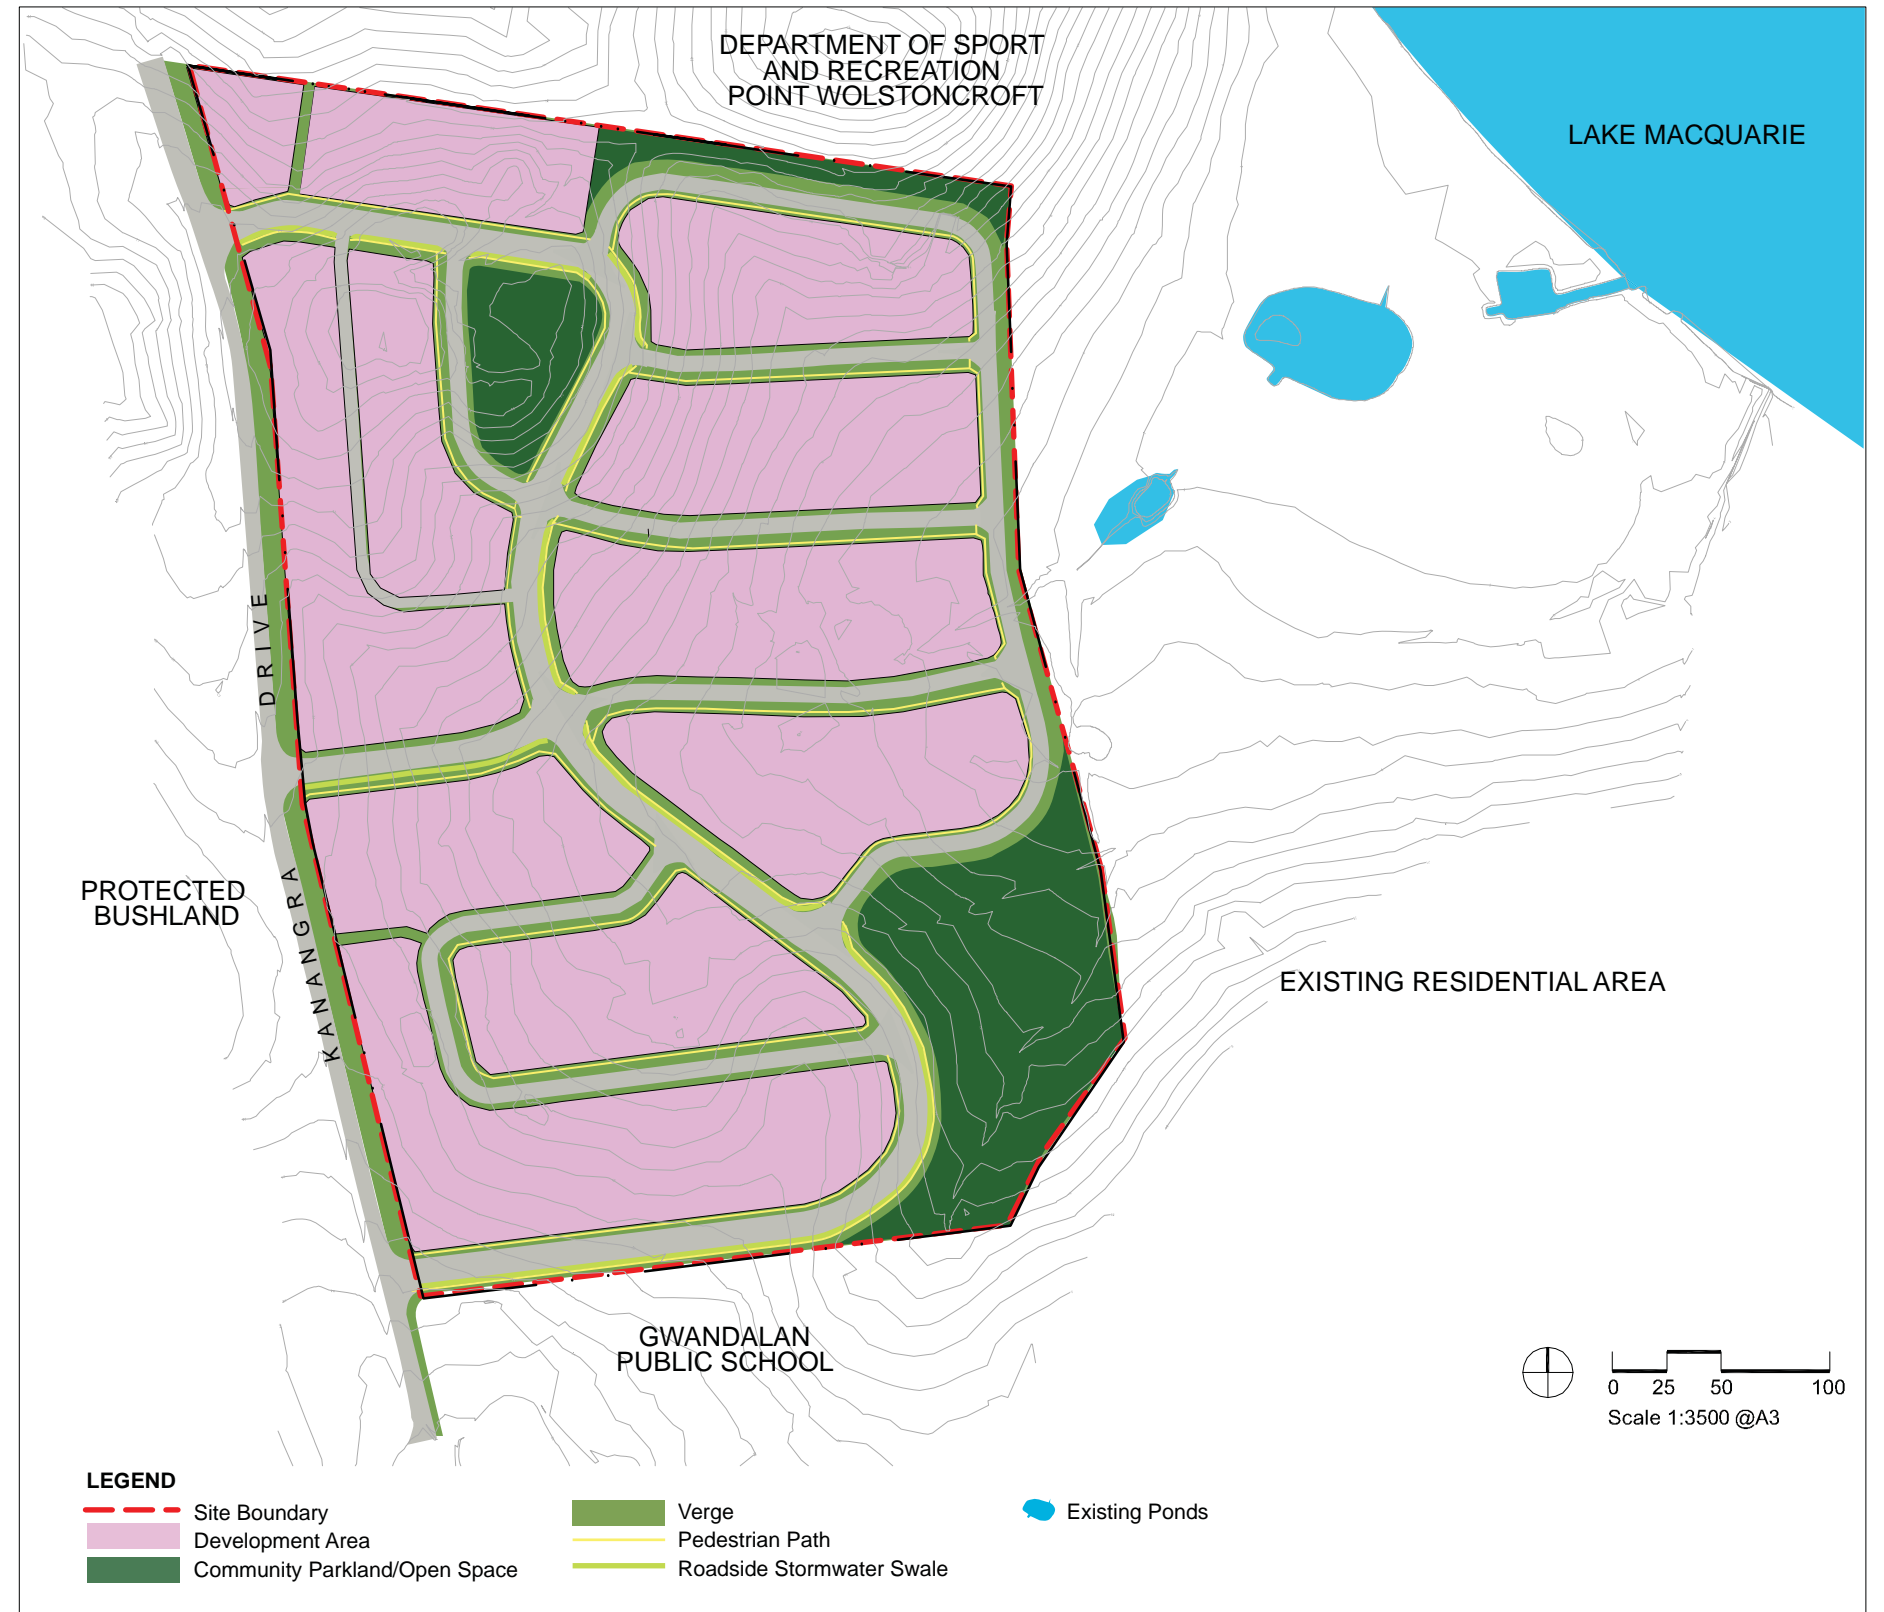 DEPARTMENT OF SPORT
AND RECREATION
POINT WOLSTONCROFT
LAKE MACQUARIE
KANANGRA DRIVE
PROTECTED
BUSHLAND
EXISTING RESIDENTIAL AREA
GWANDALAN
PUBLIC SCHOOL
0 25 50 100
Scale 1:3500 @A3
LEGEND
Site Boundary
Development Area
Community Parkland/Open Space
Verge
Pedestrian Path
Roadside Stormwater Swale
Existing Ponds